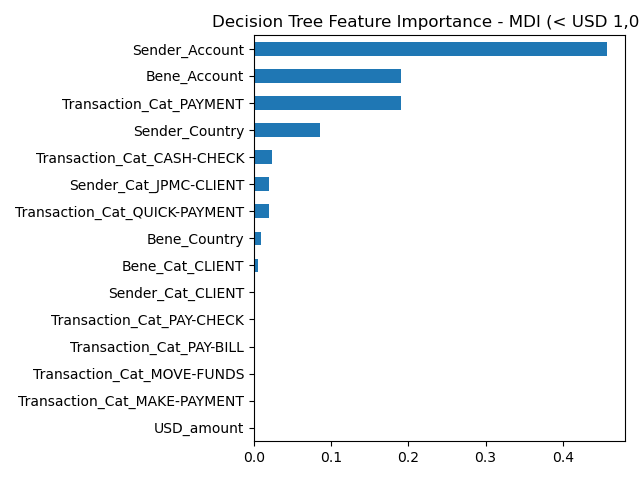 Decision Tree Feature Importance - MDI (< USD 1,0
Sender_Account
Bene_Account
Transaction_Cat_PAYMENT
Sender_Country
Transaction_Cat_CASH-CHECK
Sender_Cat_JPMC-CLIENT
Transaction_Cat_QUICK-PAYMENT
Bene_Country
Bene_Cat_CLIENT
Sender_Cat_CLIENT
Transaction_Cat_PAY-CHECK
Transaction_Cat_PAY-BILL
Transaction_Cat_MOVE-FUNDS
Transaction_Cat_MAKE-PAYMENT
USD_amount
0.0 0.1 0.2 0.3 0.4